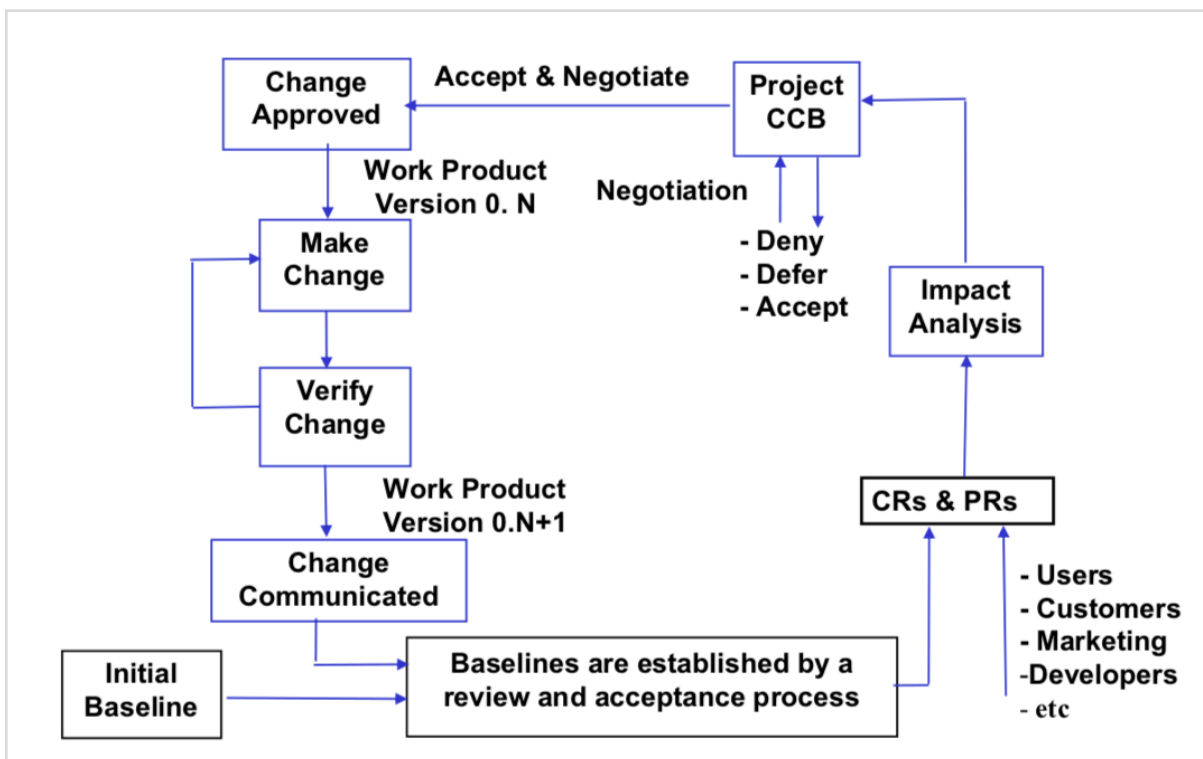 Change
Approved
Accept & Negotiate
Project
CCB
Work Product
Version 0. N
Negotiation
- Deny
- Defer
- Accept
Make
Change
Impact
Analysis
Verify
Change
Work Product
Version 0.N+1
CRs & PRs
Change
Communicated
- Users
- Customers
- Marketing
-Developers
- etc
Initial
Baseline
Baselines are established by a
review and acceptance process